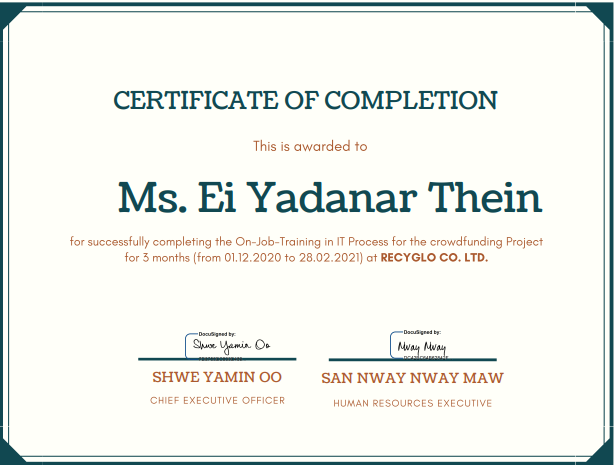 CERTIFICATE OF COMPLETION
This is awarded to
Ms. Ei Yadanar Thein
for successfully completing the On-Job-Training in IT Process for the crowdfunding Project
for 3 months (from 01.12.2020 to 28.02.2021) at RECYGLO CO. LTD.
DocuSigned by:
Shwe Yamin Oo
DocuSigned by:
Nway Nway
SHWE YAMIN OO
SAN NWAY NWAY MAW
CHIEF EXECUTIVE OFFICER
HUMAN RESOURCES EXECUTIVE